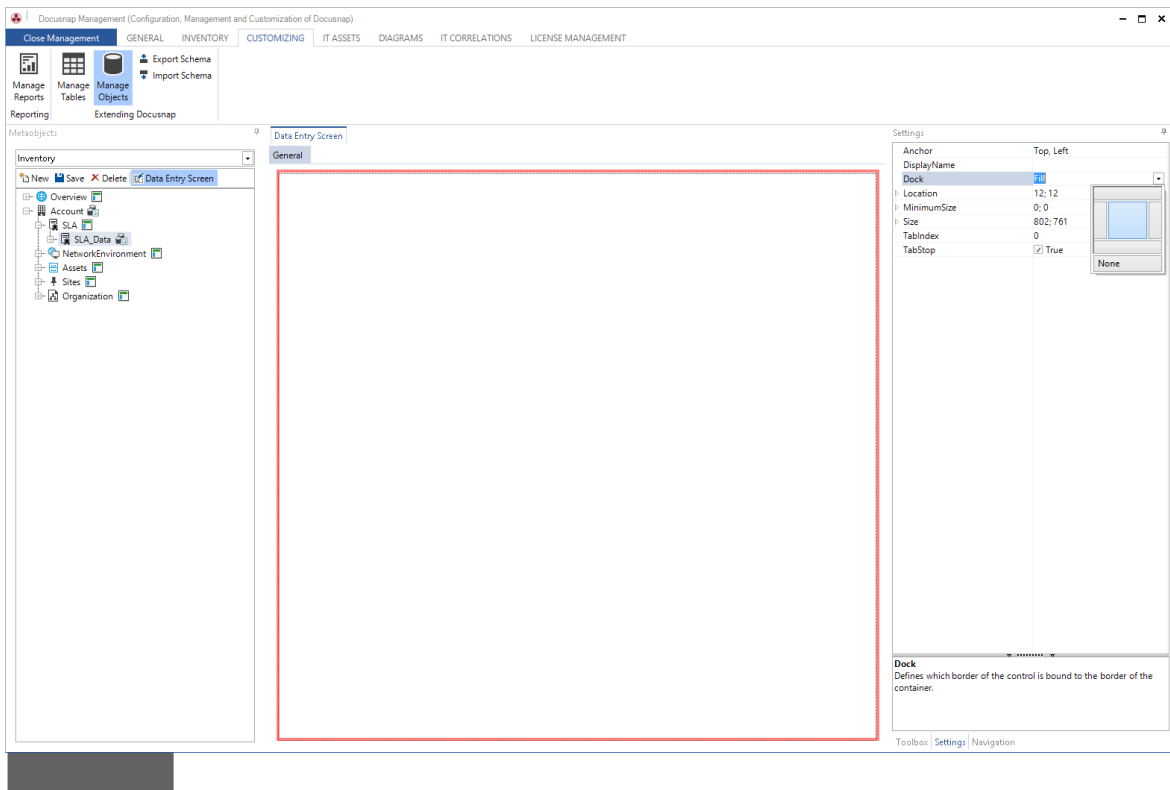 Docusnap Management (Configuration, Management and Customization of Docusnap)
Close Management GENERAL INVENTORY CUSTOMIZING IT ASSETS DIAGRAMS IT CORRELATIONS LICENSE MANAGEMENT
Export Schema
Import Schema
Manage Reports
Manage Tables
Manage Objects
Reporting Extending Docusnap
Metaobjects
Inventory
New Save Delete Data Entry Screen
Overview
Account
SLA
SLA_Data
NetworkEnvironment
Assets
Sites
Organization
Data Entry Screen
General
Settings
Anchor Top, Left
DisplayName
Dock Fill
Location 12; 12
MinimumSize 0; 0
Size 802; 761
TabIndex 0
TabStop True
None
Dock
Defines which border of the control is bound to the border of the
container.
Toolbox Settings Navigation